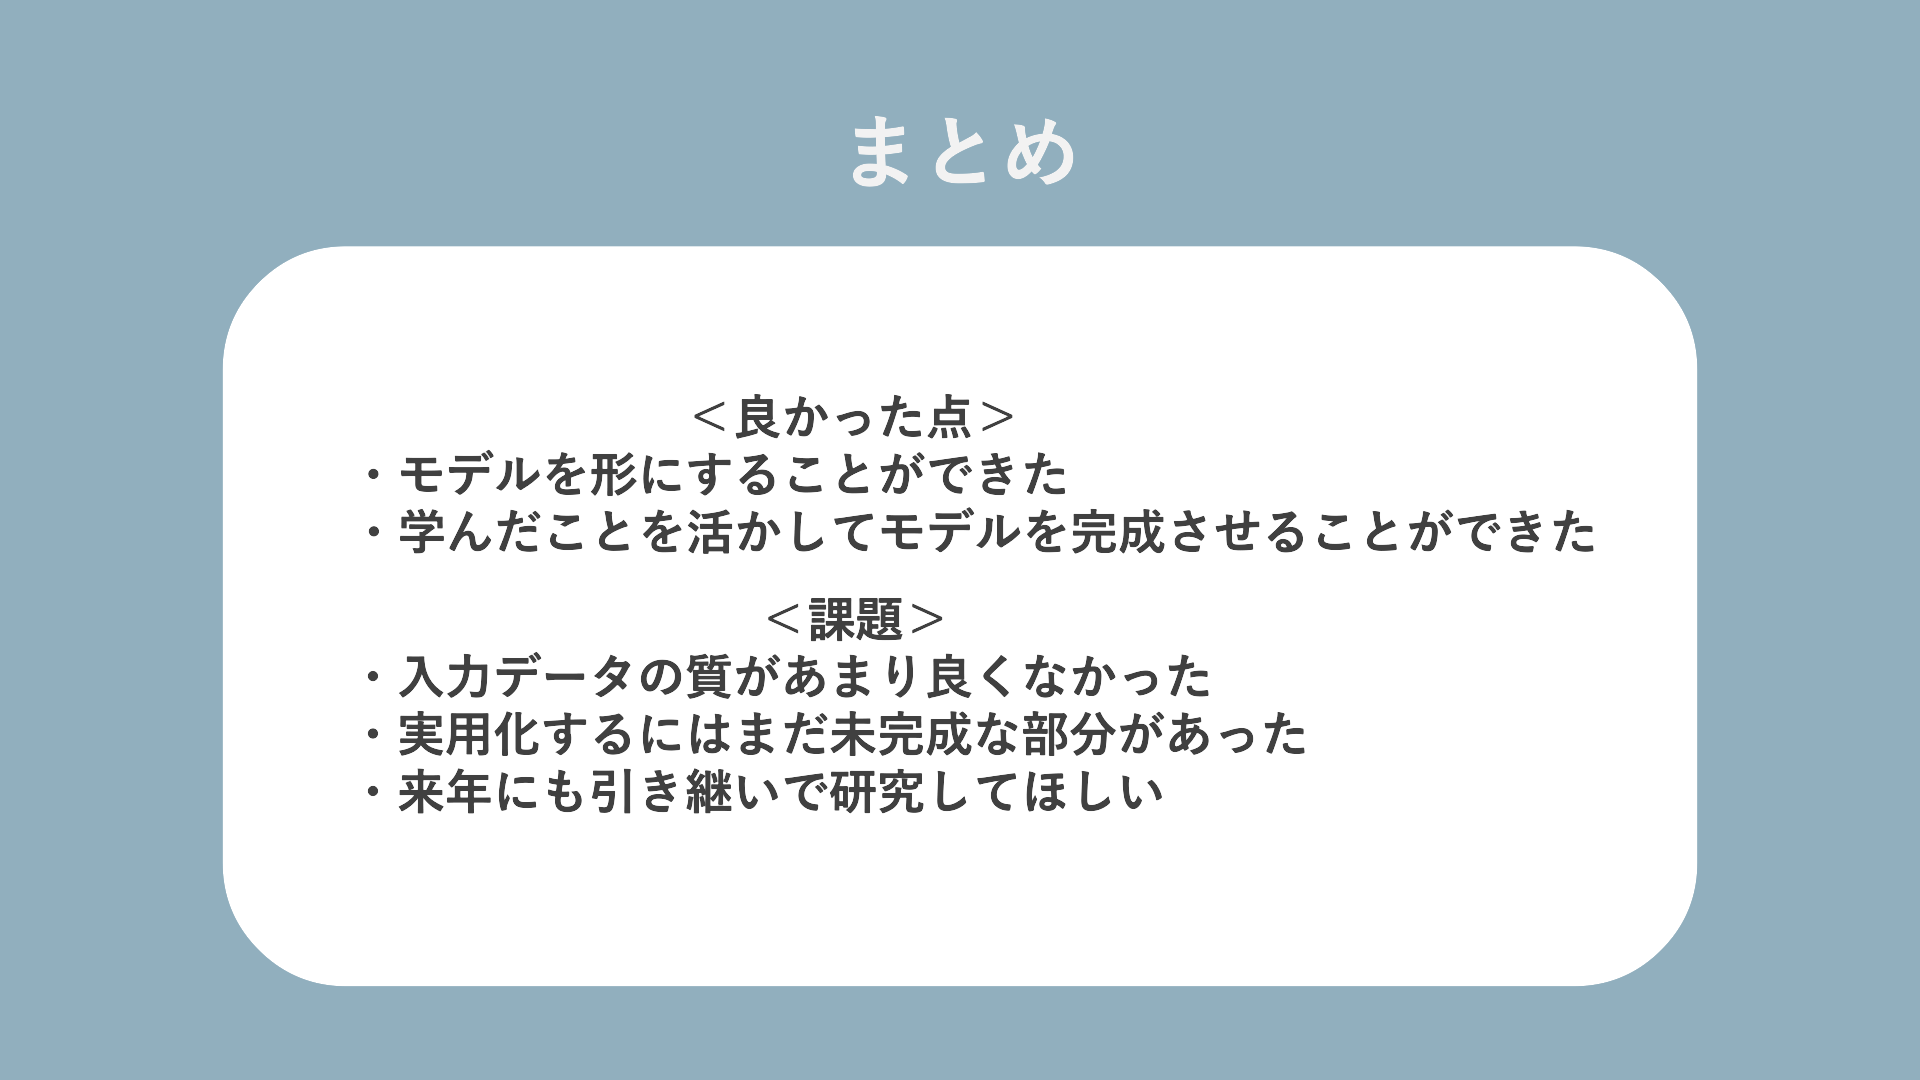 まとめ
＜良かった点＞
・モデルを形にすることができた
・学んだことを活かしてモデルを完成させることができた
＜課題＞
・入力データの質があまり良くなかった
・実用化するにはまだ未完成な部分があった
・来年にも引き継いで研究してほしい